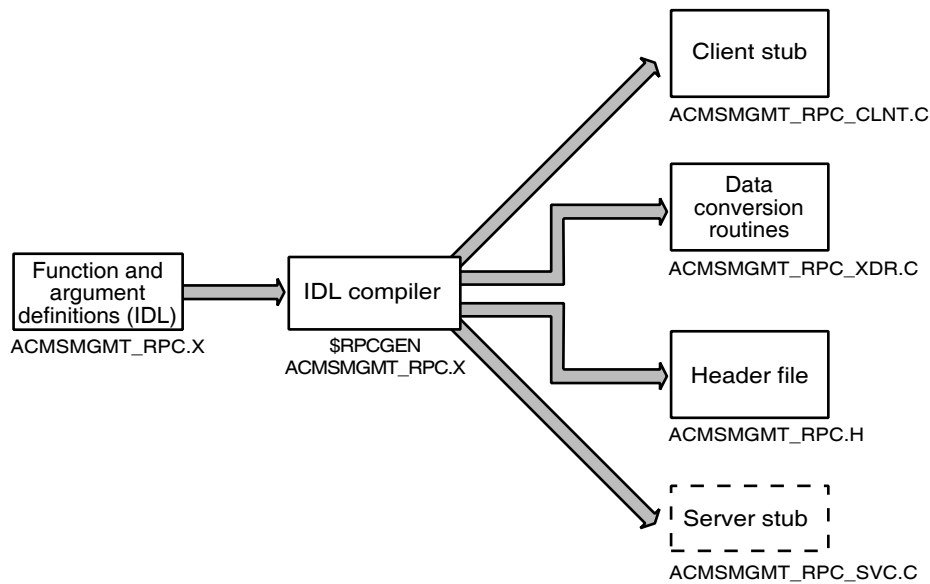 Client stub
ACMSMGMT_RPC_CLNT.C
Data
conversion
routines
ACMSMGMT_RPC_XDR.C
Function and
argument
definitions (IDL)
ACMSMGMT_RPC.X
IDL compiler
$RPCGEN
ACMSMGMT_RPC.X
Header file
ACMSMGMT_RPC.H
Server stub
ACMSMGMT_RPC_SVC.C